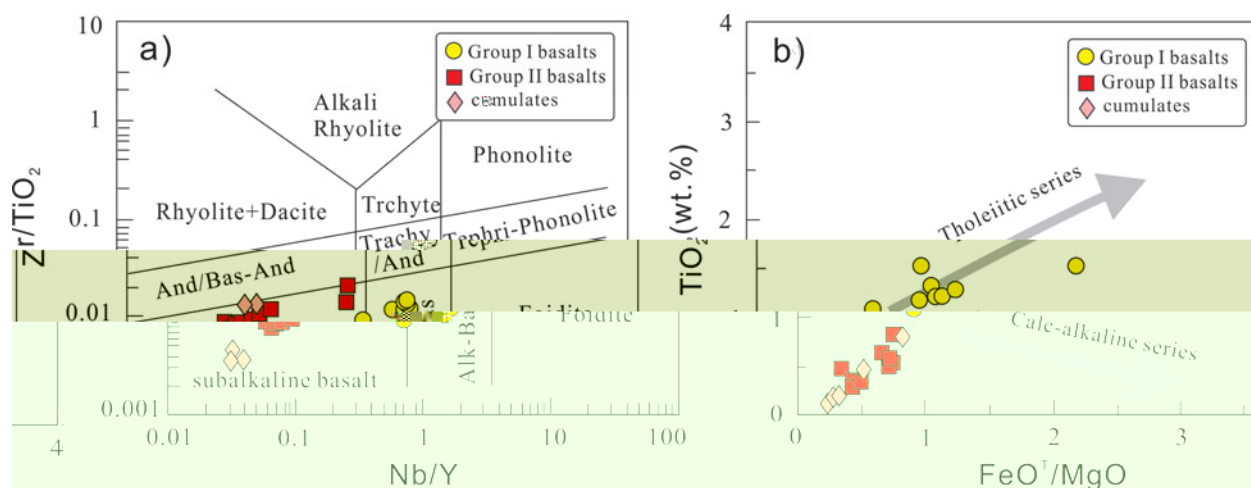 a)
10
1
0.1
0.01
0.001
Zr/TiO2
Group I basalts
Group II basalts
cumulates
Alkali
Rhyolite
Phonolite
Rhyolite+Dacite
Trchyte
Trachy
/And
Tephri-Phonolite
And/Bas-And
Foidite
Alk-Bas
subalkaline basalt
4
0.01
0.1
1
10
100
Nb/Y
b)
4
3
2
1
0
TiO2(wt.%)
Group I basalts
Group II basalts
cumulates
Tholeiitic series
Calc-alkaline series
0
1
2
3
FeOT/MgO